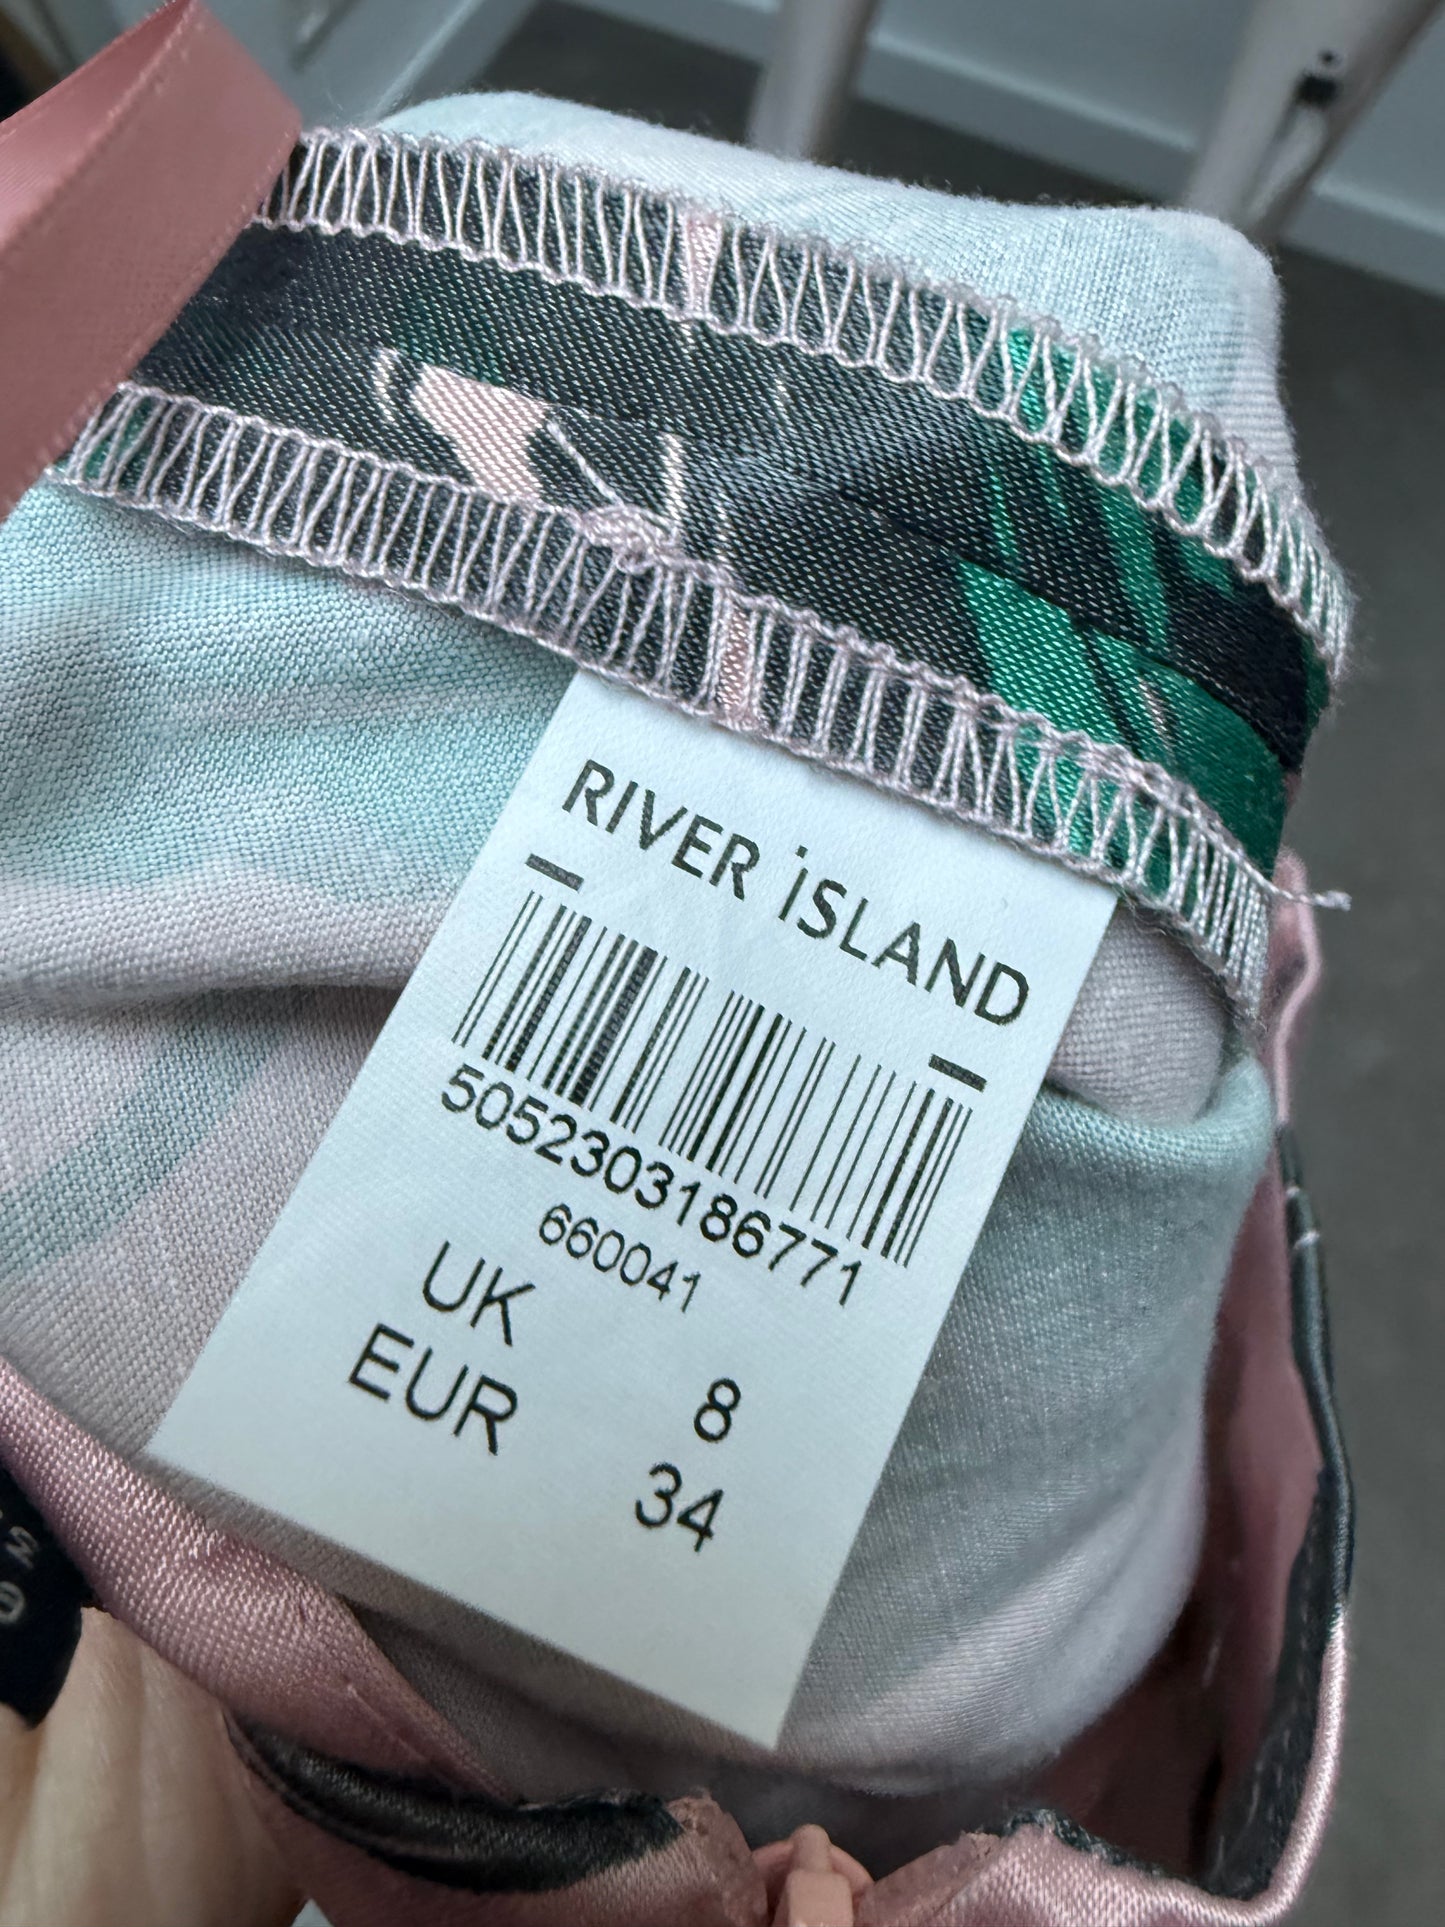 RIVER iSLAND
5052303186771
660041
UK 8
EUR 34